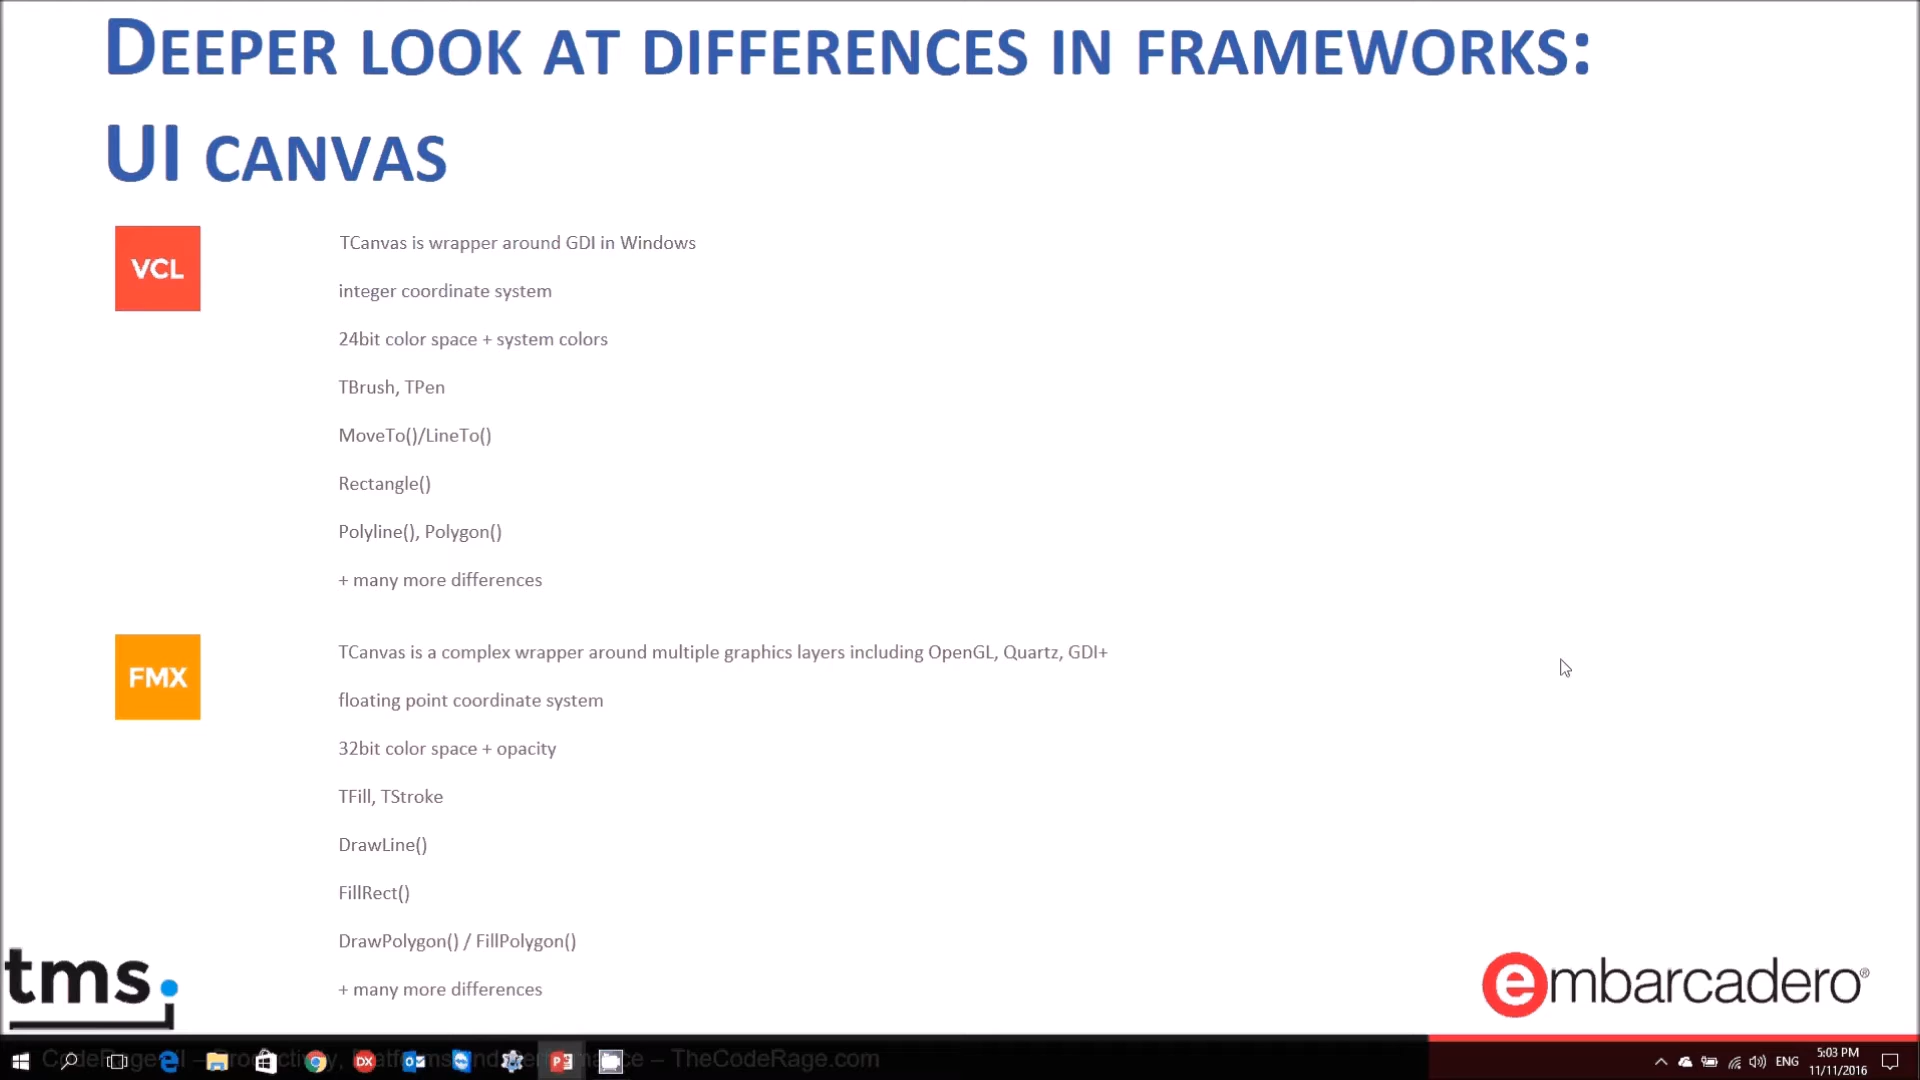 DEEPER LOOK AT DIFFERENCES IN FRAMEWORKS:
UI CANVAS
VCL
TCanvas is wrapper around GDI in Windows
integer coordinate system
24bit color space + system colors
TBrush, TPen
MoveTo()/LineTo()
Rectangle()
Polyline(), Polygon()
+ many more differences
FMX
TCanvas is a complex wrapper around multiple graphics layers including OpenGL, Quartz, GDI+
floating point coordinate system
32bit color space + opacity
TFill, TStroke
DrawLine()
FillRect()
DrawPolygon() / FillPolygon()
+ many more differences
tms
embarcadero®
– TheCodeRage.com
DX
ENG
5:03 PM
11/11/2016